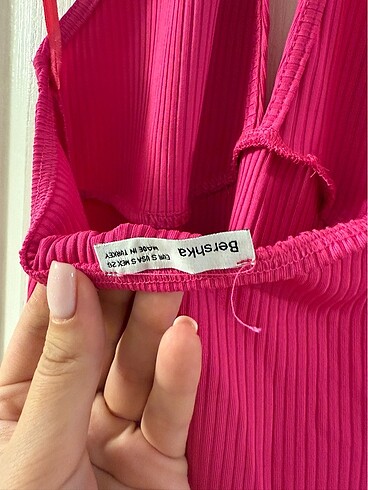 Bershka
EUR S USA S MEX 26
MADE IN TURKEY